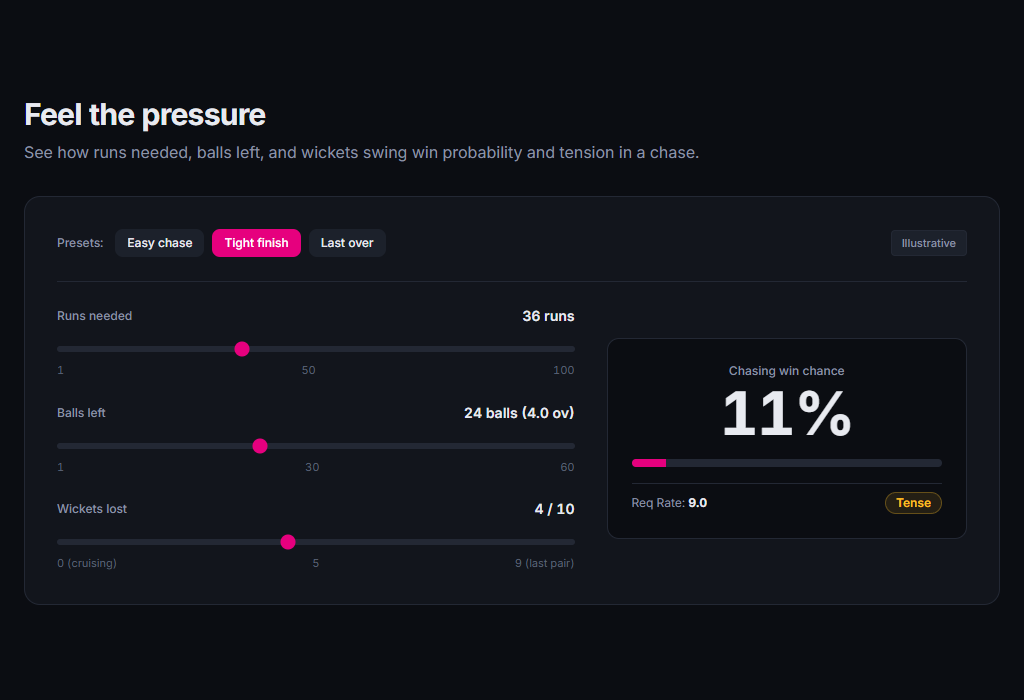 Feel the pressure
See how runs needed, balls left, and wickets swing win probability and tension in a chase.
Presets: Easy chase Tight finish Last over Illustrative
Runs needed 36 runs
1 50 100
Balls left 24 balls (4.0 ov)
1 30 60
Wickets lost 4 / 10
0 (cruising) 5 9 (last pair)
Chasing win chance
11%
Req Rate: 9.0 Tense